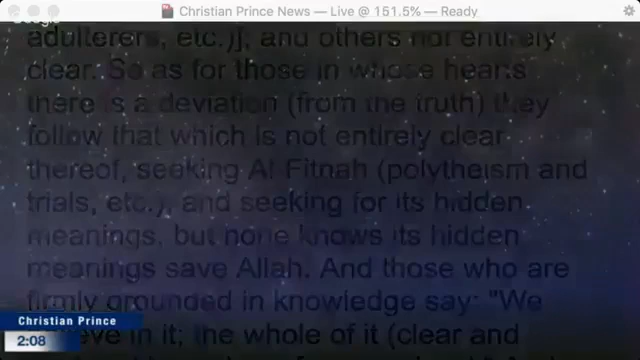 Christian Prince News — Live @ 151.5% — Ready
Google
adulterers, etc.)]; and others not entirely
clear. So as for those in whose hearts
there is a deviation (from the truth) they
follow that which is not entirely clear
thereof, seeking Al Fitnah (polytheism and
trials, etc.), and seeking for its hidden
meanings, but none knows its hidden
meanings save Allah. And those who are
firmly grounded in knowledge say: "We
Christian Prince
eve in it; the whole of it (clear and
2:08